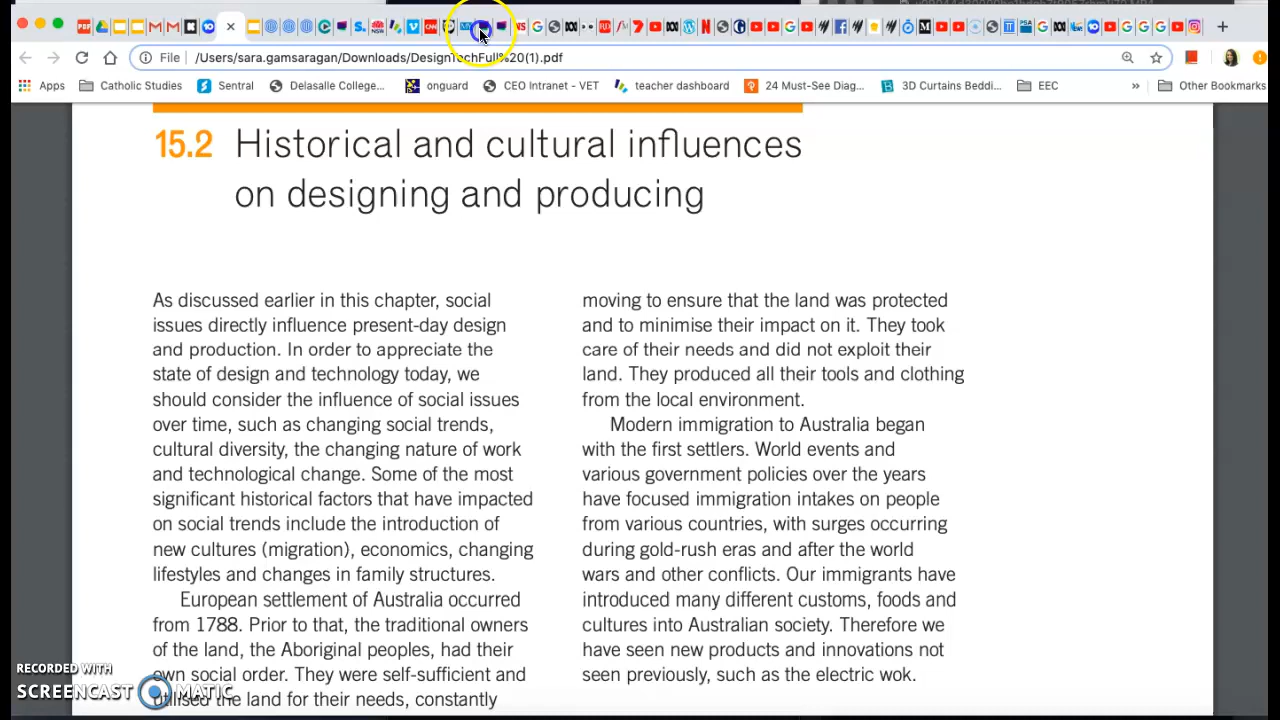 File
/Users/sara.gamsaragan/Downloads/DesignTechFull%20(1).pdf
Apps
Catholic Studies
Sentral
Delasalle College...
onguard
CEO Intranet - VET
teacher dashboard
24 Must-See Diag...
3D Curtains Beddi...
EEC
»
Other Bookmarks
15.2 Historical and cultural influences
on designing and producing
As discussed earlier in this chapter, social
issues directly influence present-day design
and production. In order to appreciate the
state of design and technology today, we
should consider the influence of social issues
over time, such as changing social trends,
cultural diversity, the changing nature of work
and technological change. Some of the most
significant historical factors that have impacted
on social trends include the introduction of
new cultures (migration), economics, changing
lifestyles and changes in family structures.
European settlement of Australia occurred
from 1788. Prior to that, the traditional owners
of the land, the Aboriginal peoples, had their
own social order. They were self-sufficient and
utilised the land for their needs, constantly
moving to ensure that the land was protected
and to minimise their impact on it. They took
care of their needs and did not exploit their
land. They produced all their tools and clothing
from the local environment.
Modern immigration to Australia began
with the first settlers. World events and
various government policies over the years
have focused immigration intakes on people
from various countries, with surges occurring
during gold-rush eras and after the world
wars and other conflicts. Our immigrants have
introduced many different customs, foods and
cultures into Australian society. Therefore we
have seen new products and innovations not
seen previously, such as the electric wok.
RECORDED WITH
SCREENCAST MATIC